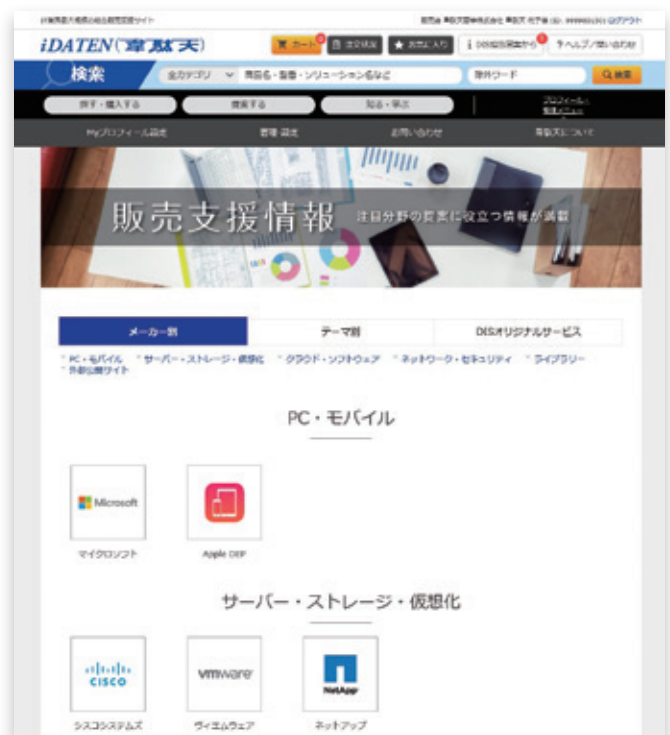 iDATEN(韋駄天)
カート
注文状況
★ お気に入り
ヘルプ/問い合わせ
検索
全カテゴリ
商品名・型番・ソリューション名など
除外ワード
検索
探す・購入する
提案する
知る・学ぶ
Myプロフィール設定
管理・設定
お問い合わせ
韋駄天について
販売支援情報
注目分野の提案に役立つ情報が満載
メーカー別
テーマ別
DISオリジナルサービス
PC・モバイル
サーバー・ストレージ・仮想化
クラウド・ソフトウェア
ネットワーク・セキュリティ
ライブラリー
外部公開サイト
PC・モバイル
Microsoft
マイクロソフト
Apple DEP
サーバー・ストレージ・仮想化
CISCO
vmware
NetApp
シスコシステムズ
ヴイエムウェア
ネットアップ